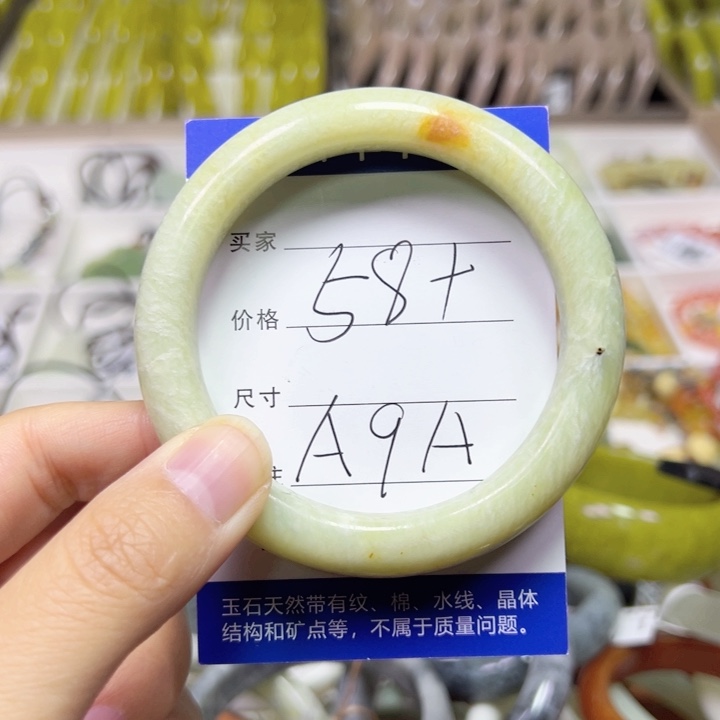 买家
58+
价格
尺寸
A9A
玉石天然带有纹、棉、水线、晶体
结构和矿点等，不属于质量问题。